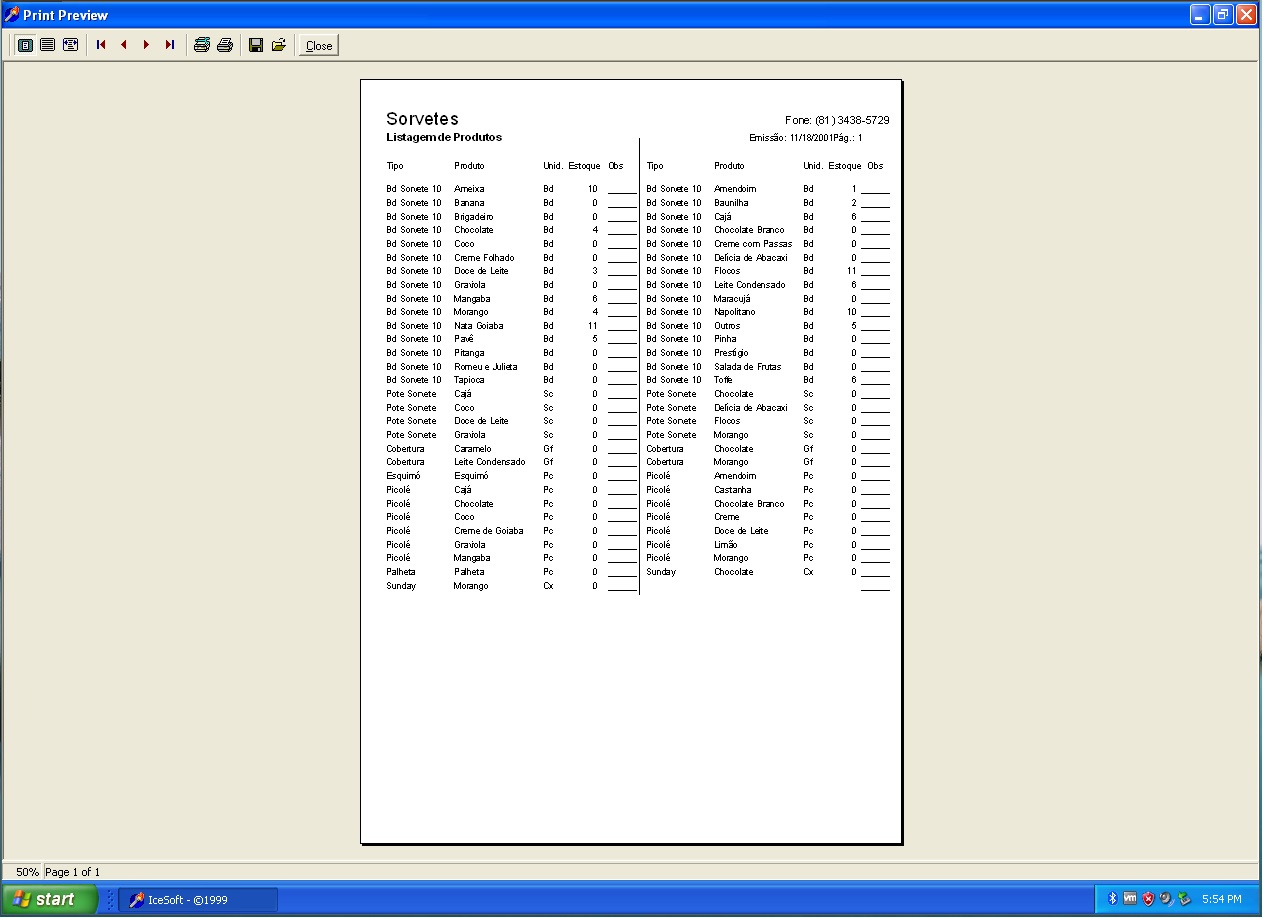 Print Preview
Close
Sorvetes
Fone: (81) 3438-5729
Listagem de Produtos
Emissão: 11/18/2001Pág.: 1
Tipo Produto Unid. Estoque Obs Tipo Produto Unid. Estoque Obs
Bd Sorvete 10 Ameixa Bd 10 Bd Sorvete 10 Amendoim Bd 1
Bd Sorvete 10 Banana Bd 0 Bd Sorvete 10 Baunilha Bd 2
Bd Sorvete 10 Brigadeiro Bd 0 Bd Sorvete 10 Cajá Bd 6
Bd Sorvete 10 Chocolate Bd 4 Bd Sorvete 10 Chocolate Branco Bd 0
Bd Sorvete 10 Coco Bd 0 Bd Sorvete 10 Creme com Passas Bd 0
Bd Sorvete 10 Creme Folhado Bd 0 Bd Sorvete 10 Delicia de Abacaxi Bd 0
Bd Sorvete 10 Doce de Leite Bd 3 Bd Sorvete 10 Flocos Bd 11
Bd Sorvete 10 Graviola Bd 0 Bd Sorvete 10 Leite Condensado Bd 6
Bd Sorvete 10 Mangaba Bd 6 Bd Sorvete 10 Maracujá Bd 0
Bd Sorvete 10 Morango Bd 4 Bd Sorvete 10 Napolitano Bd 10
Bd Sorvete 10 Nata Goiaba Bd 11 Bd Sorvete 10 Outros Bd 5
Bd Sorvete 10 Pavê Bd 5 Bd Sorvete 10 Pinha Bd 0
Bd Sorvete 10 Pitanga Bd 0 Bd Sorvete 10 Prestígio Bd 0
Bd Sorvete 10 Romeu e Julieta Bd 0 Bd Sorvete 10 Salada de Frutas Bd 0
Bd Sorvete 10 Tapioca Bd 0 Bd Sorvete 10 Toffe Bd 6
Pote Sorvete Cajá Sc 0 Pote Sorvete Chocolate Sc 0
Pote Sorvete Coco Sc 0 Pote Sorvete Delicia de Abacaxi Sc 0
Pote Sorvete Doce de Leite Sc 0 Pote Sorvete Flocos Sc 0
Pote Sorvete Graviola Sc 0 Pote Sorvete Morango Sc 0
Cobertura Caramelo Gf 0 Cobertura Chocolate Gf 0
Cobertura Leite Condensado Gf 0 Cobertura Morango Gf 0
Esquimó Esquimó Pc 0 Picolé Amendoim Pc 0
Picolé Cajá Pc 0 Picolé Castanha Pc 0
Picolé Chocolate Pc 0 Picolé Chocolate Branco Pc 0
Picolé Coco Pc 0 Picolé Creme Pc 0
Picolé Creme de Goiaba Pc 0 Picolé Doce de Leite Pc 0
Picolé Graviola Pc 0 Picolé Limão Pc 0
Picolé Mangaba Pc 0 Picolé Morango Pc 0
Palheta Palheta Pc 0 Sunday Chocolate Cx 0
Sunday Morango Cx 0
50% Page 1 of 1
start IceSoft - ©1999 5:54 PM